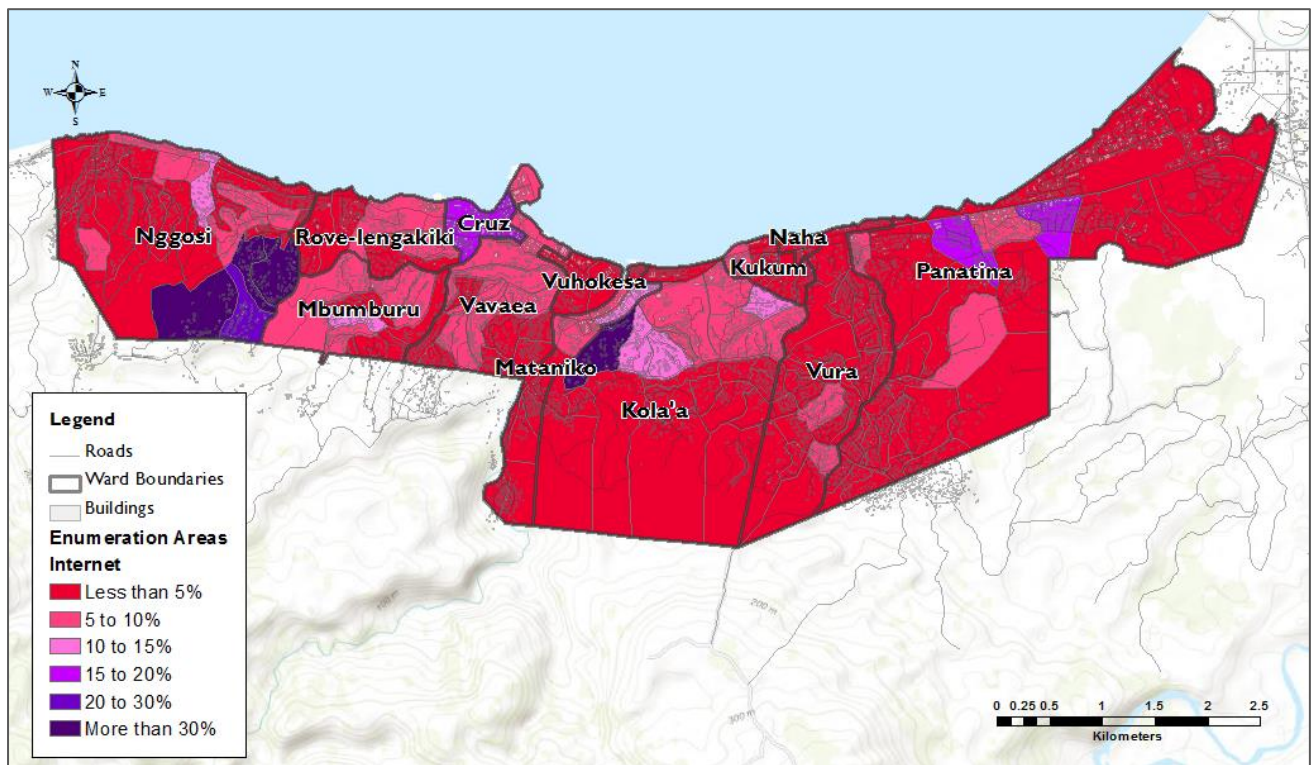 N
W E
S
Nggosi
Rove-lengakiki
Cruz
Mbumburu
Vavaea
Vuhokesa
Naha
Kukum
Panatina
Mataniko
Vura
Kola'a
Legend
Roads
Ward Boundaries
Buildings
Enumeration Areas
Internet
Less than 5%
5 to 10%
10 to 15%
15 to 20%
20 to 30%
More than 30%
200 m
300 m
0 0.25 0.5 1 1.5 2 2.5
Kilometers